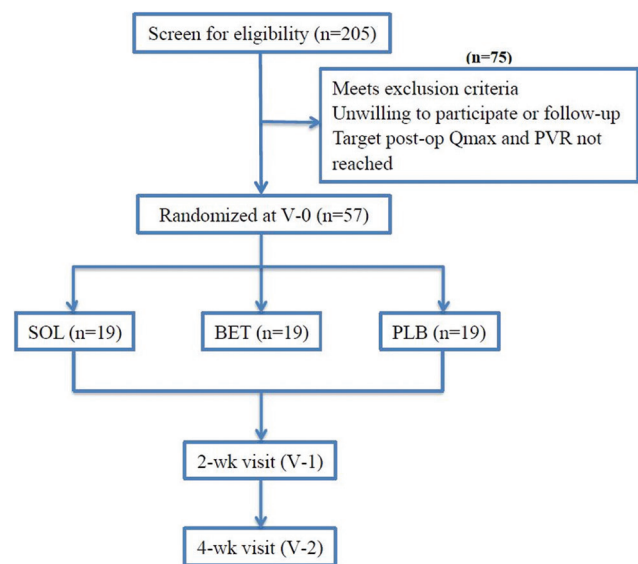 Screen for eligibility (n=205)
(n=75)
Meets exclusion criteria
Unwilling to participate or follow-up
Target post-op Qmax and PVR not
reached
Randomized at V-0 (n=57)
SOL (n=19)
BET (n=19)
PLB (n=19)
2-wk visit (V-1)
4-wk visit (V-2)